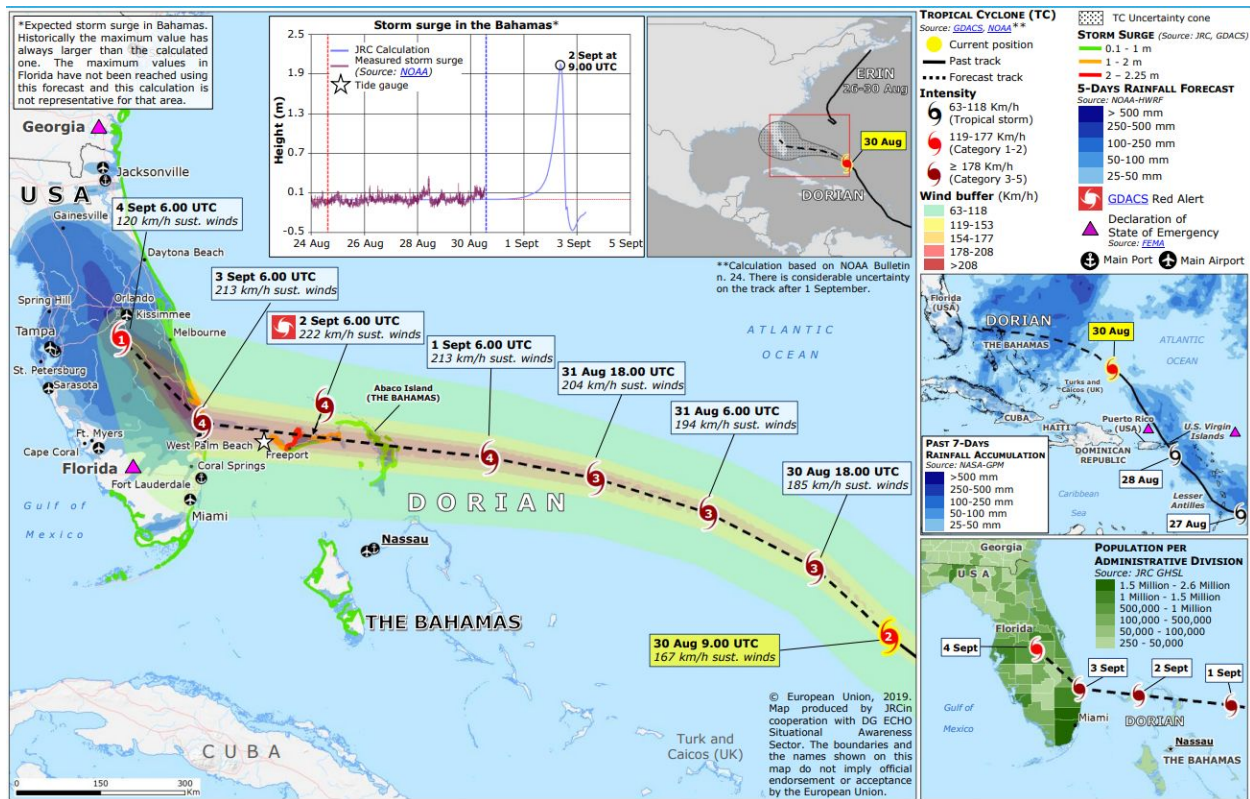 *Expected storm surge in Bahamas.
Historically the maximum value has
always larger than the calculated
one. The maximum values in
Florida have not been reached using
this forecast and this calculation is
not representative for that area.
Storm surge in the Bahamas*
Height (m)
2.5
1.9
1.3
0.7
0.1
-0.5
24 Aug
26 Aug
28 Aug
30 Aug
1 Sept
3 Sept
5 Sept
JRC Calculation
Measured storm surge
(Source: NOAA)
Tide gauge
2 Sept at
9.00 UTC
ERIN
26-30 Aug
30 Aug
DORIAN
**Calculation based on NOAA Bulletin
n. 24. There is considerable uncertainty
on the track after 1 September.
Georgia
USA
Jacksonville
Gainesville
4 Sept 6.00 UTC
120 km/h sust. winds
Daytona Beach
3 Sept 6.00 UTC
213 km/h sust. winds
Spring Hill
Orlando
Kissimmee
Tampa
Melbourne
St. Petersburg
Sarasota
2 Sept 6.00 UTC
222 km/h sust. winds
1 Sept 6.00 UTC
213 km/h sust. winds
ATLANTIC
OCEAN
31 Aug 18.00 UTC
204 km/h sust. winds
31 Aug 6.00 UTC
194 km/h sust. winds
30 Aug 18.00 UTC
185 km/h sust. winds
30 Aug 9.00 UTC
167 km/h sust. winds
1
4
4
4
3
3
3
2
Abaco Island
(THE BAHAMAS)
West Palm Beach
Freeport
Ft. Myers
Cape Coral
Florida
Coral Springs
Fort Lauderdale
Miami
Gulf of
Mexico
DORIAN
Nassau
THE BAHAMAS
CUBA
Turk and
Caicos (UK)
© European Union, 2019.
Map produced by JRCin
cooperation with DG ECHO
Situational Awareness
Sector. The boundaries and
the names shown on this
map do not imply official
endorsement or acceptance
by the European Union.
0
150
300
Km
TROPICAL CYCLONE (TC)
Source: GDACS, NOAA**
Current position
Past track
Forecast track
Intensity
63-118 Km/h
(Tropical storm)
119-177 Km/h
(Category 1-2)
≥ 178 Km/h
(Category 3-5)
Wind buffer (Km/h)
63-118
119-153
154-177
178-208
>208
TC Uncertainty cone
STORM SURGE (Source: JRC, GDACS)
0.1 - 1 m
1 - 2 m
2 – 2.25 m
5-DAYS RAINFALL FORECAST
Source: NOAA-HWRF
> 500 mm
250-500 mm
100-250 mm
50-100 mm
25-50 mm
GDACS Red Alert
Declaration of
State of Emergency
Source: FEMA
Main Port
Main Airport
Florida
(USA)
DORIAN
THE BAHAMAS
30 Aug
ATLANTIC
OCEAN
Turks and
Caicos (UK)
CUBA
HAITI
DOMINICAN
REPUBLIC
Puerto Rico
(USA)
U.S. Virgin
Islands
28 Aug
Caribbean
Sea
Lesser
Antilles
27 Aug
PAST 7-DAYS
RAINFALL ACCUMULATION
Source: NASA-GPM
>500 mm
250-500 mm
100-250 mm
50-100 mm
25-50 mm
Georgia
USA
POPULATION PER
ADMINISTRATIVE DIVISION
Source: JRC GHSL
1.5 Million - 2.6 Million
1 Million - 1.5 Million
500,000 - 1 Million
100,000 - 500,000
50,000 - 100,000
250 - 50,000
Florida
4 Sept
3 Sept
2 Sept
1 Sept
Gulf of
Mexico
Miami
DORIAN
Nassau
THE BAHAMAS